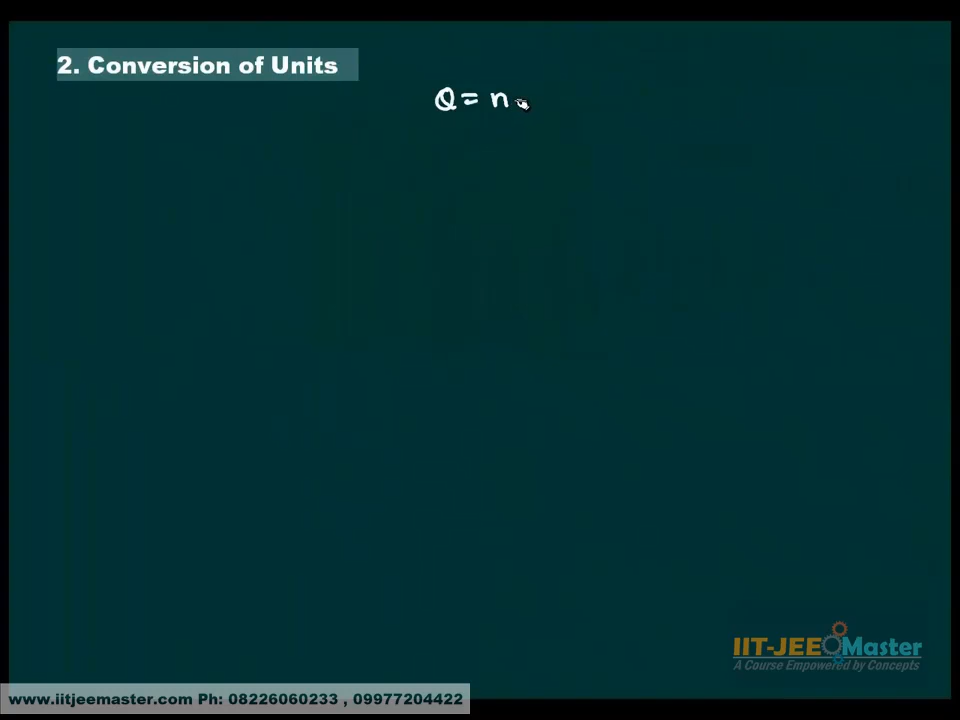 2. Conversion of Units
Q = n
IIT-JEE Master
A Course Empowered by Concepts
www.iitjeemaster.com Ph: 08226060233 , 09977204422